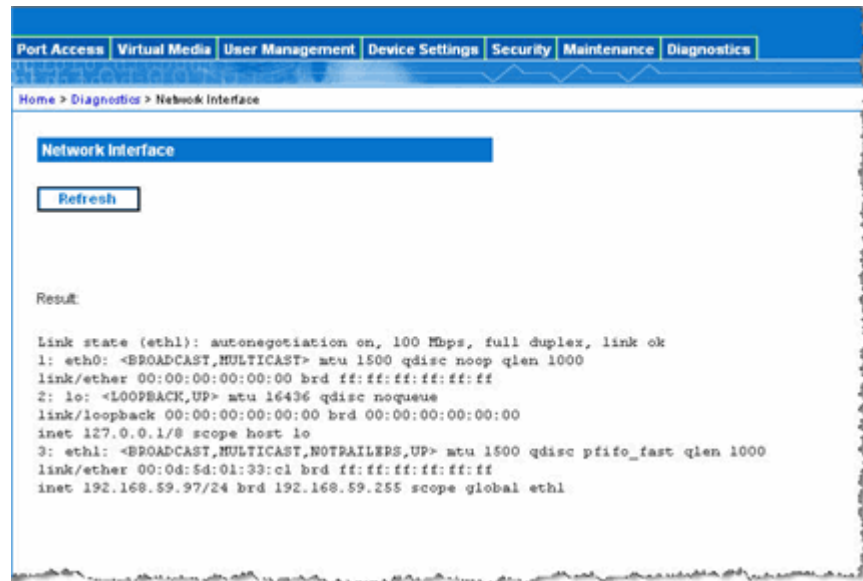 Port Access Virtual Media User Management Device Settings Security Maintenance Diagnostics
Home > Diagnostics > Network Interface
Network Interface
Refresh
Result:
Link state (eth1): autonegotiation on, 100 Mbps, full duplex, link ok
1: eth0: <BROADCAST,MULTICAST> mtu 1500 qdisc noop qlen 1000
link/ether 00:00:00:00:00:00 brd ff:ff:ff:ff:ff:ff
2: lo: <LOOPBACK,UP> mtu 16436 qdisc noqueue
link/loopback 00:00:00:00:00:00 brd 00:00:00:00:00:00
inet 127.0.0.1/8 scope host lo
3: eth1: <BROADCAST,MULTICAST,NOTRAILERS,UP> mtu 1500 qdisc pfifo_fast qlen 1000
link/ether 00:0d:5d:01:33:c1 brd ff:ff:ff:ff:ff:ff
inet 192.168.59.97/24 brd 192.168.59.255 scope global eth1